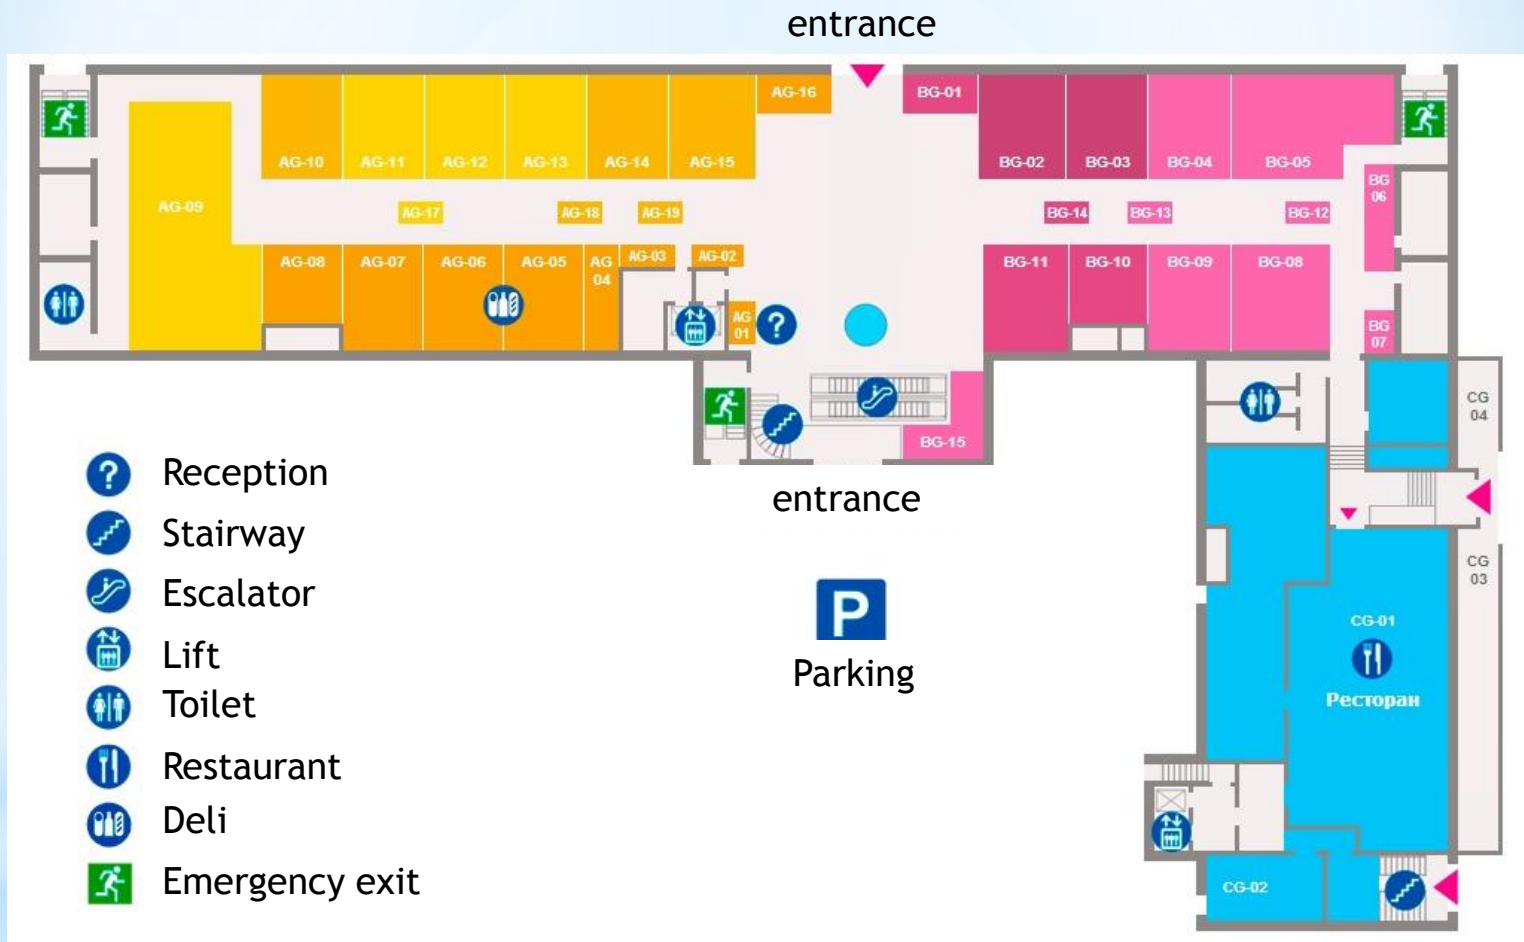 entrance
AG-16
BG-01
AG-10
AG-11
AG-12
AG-13
AG-14
AG-15
BG-02
BG-03
BG-04
BG-05
BG
06
AG-09
AG-17
AG-18
AG-19
BG-14
BG-13
BG-12
AG-08
AG-07
AG-06
AG-05
AG
04
AG-03
AG-02
BG-11
BG-10
BG-09
BG-08
AG
01
?
BG
07
CG
04
BG-15
? Reception
entrance
Stairway
Escalator
CG
03
P
Parking
CG-01
Ресторан
Lift
Toilet
Restaurant
Deli
Emergency exit
CG-02